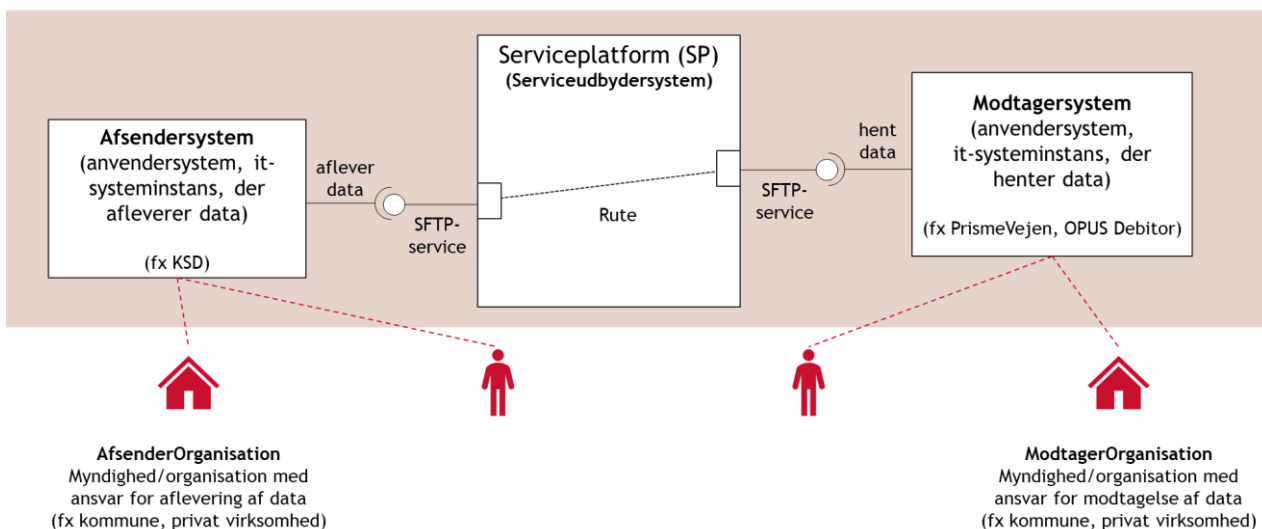 Serviceplatform (SP)
(Serviceudbydersystem)
Afsendersystem
(anvendersystem, it-
systeminstans, der
afleverer data)
(fx KSD)
aflever
data
SFTP-
service
Rute
SFTP-
service
hent
data
Modtagersystem
(anvendersystem,
it-systeminstans, der
henter data)
(fx PrismeVejen, OPUS Debitor)
AfsenderOrganisation
Myndighed/organisation med
ansvar for aflevering af data
(fx kommune, privat virksomhed)
ModtagerOrganisation
Myndighed/organisation med
ansvar for modtagelse af data
(fx kommune, privat virksomhed)